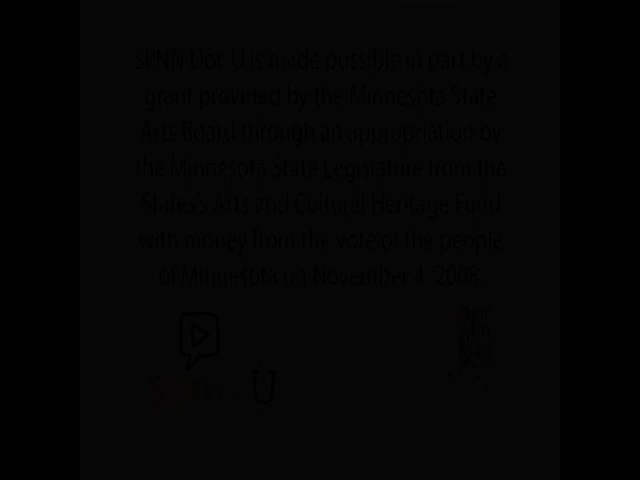 SPNN Doc U is made possible in part by a
grant provided by the Minnesota State
Arts Board through an appropriation by
the Minnesota State Legislature from the
States's Arts and Cultural Heritage Fund
with money from the vote of the people
of Minnesota on November 4, 2008.
U